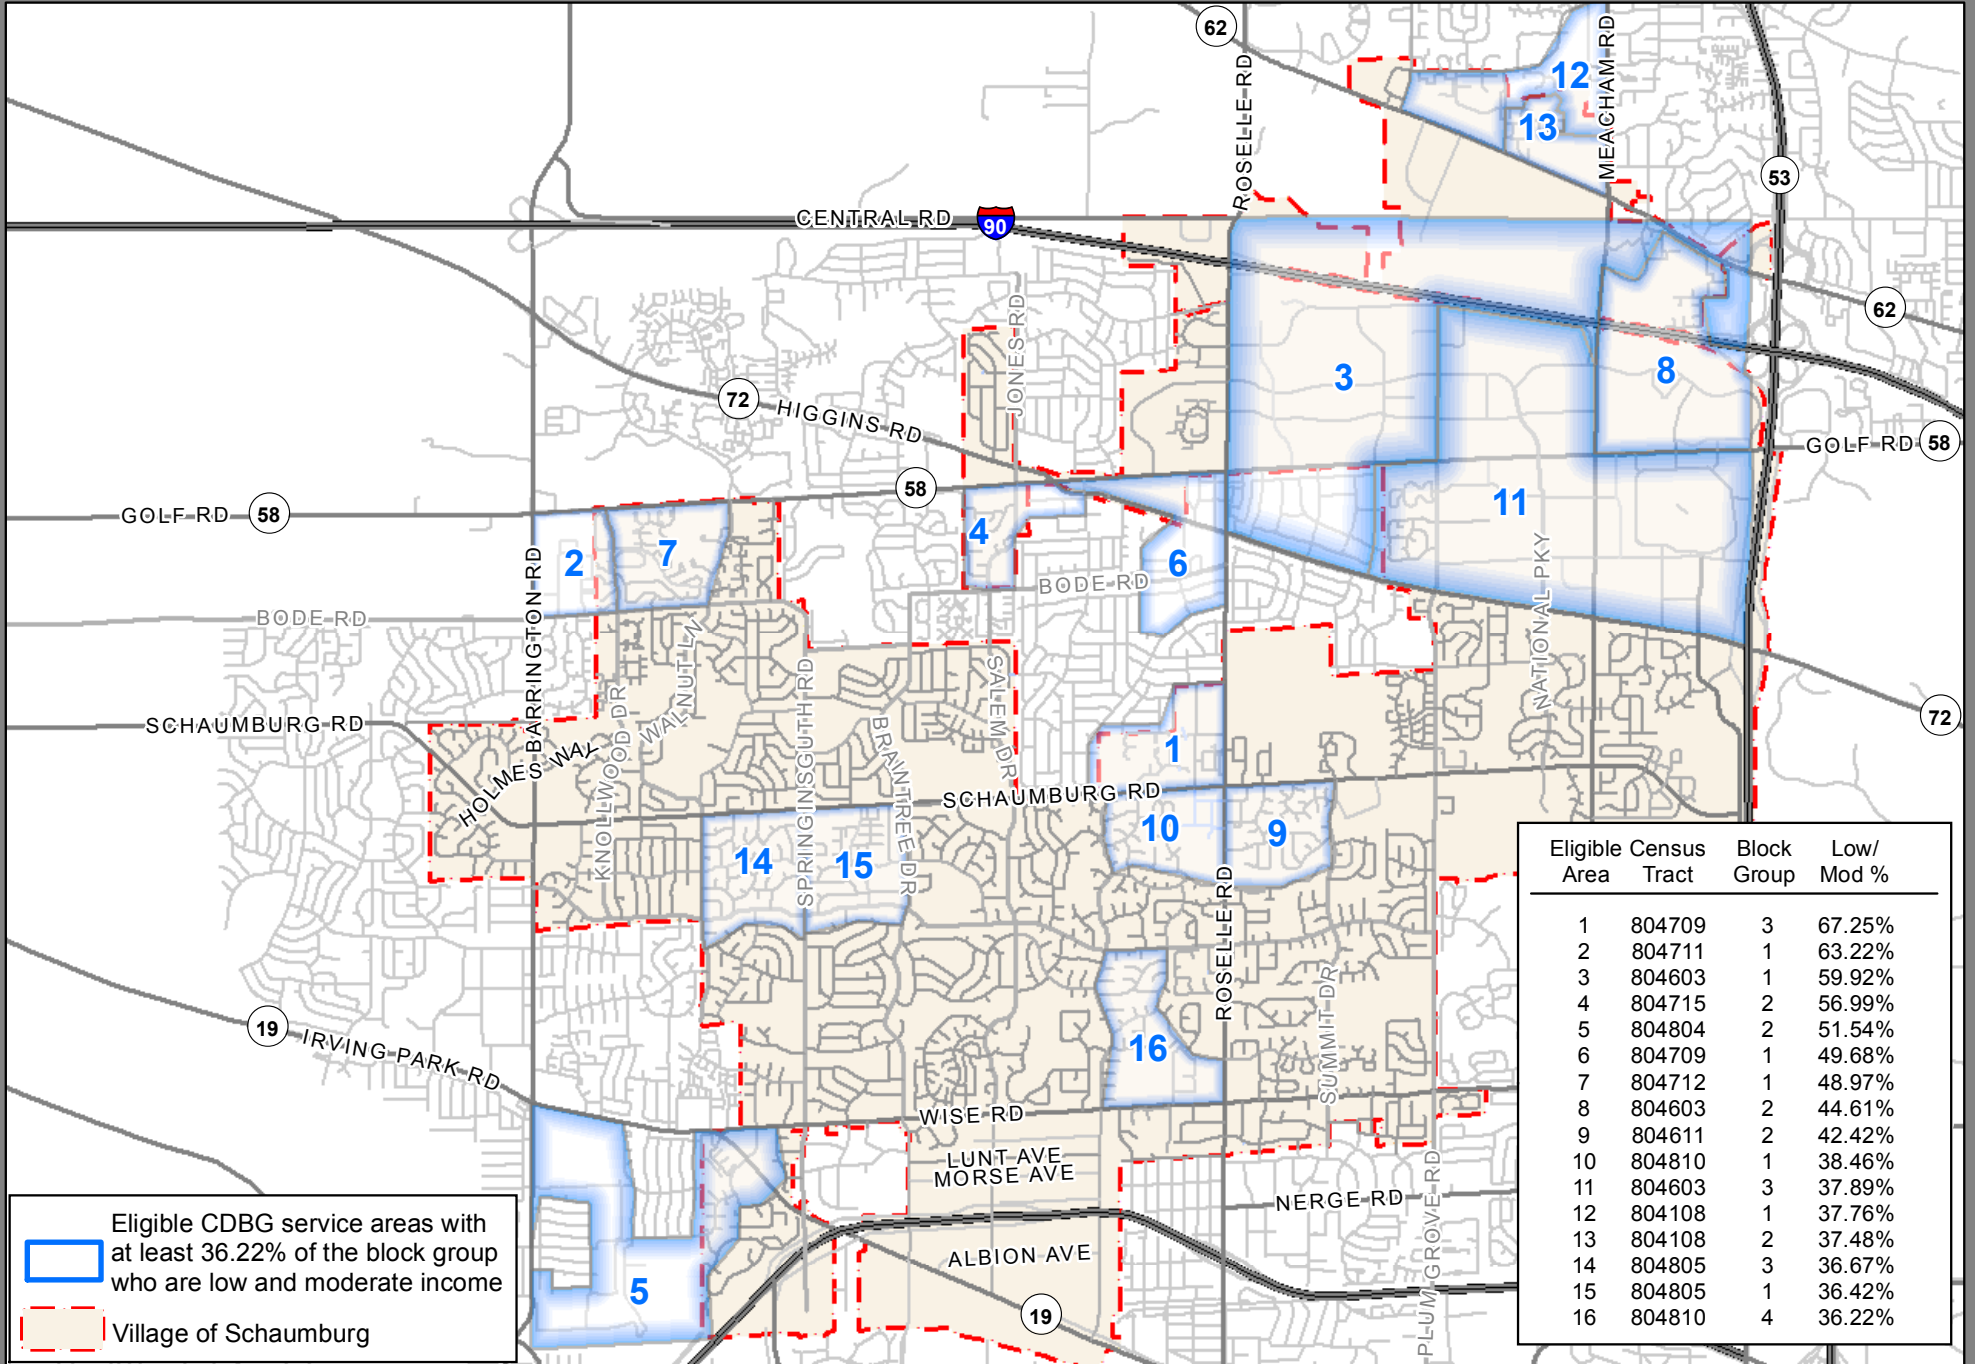 62
ROSELLE RD
MEACHAM RD
12
13
53
CENTRAL RD
90
62
JONES RD
3
8
72
HIGGINS RD
GOLF RD 58
58
GOLF RD 58
11
4
2
7
6
BODE RD
BODE RD
BARRINGTON RD
NATIONAL PKY
WALNUT LN
KNOLLWOOD DR
SPRINGINSGUTH RD
BRAINTREE DR
SALEM DR
72
SCHAUMBURG RD
HOLMES WAY
1
SCHAUMBURG RD
10
9
14
15
ROSELLE RD
SUMMIT DR
16
19
IRVING PARK RD
WISE RD
LUNT AVE
MORSE AVE
NERGE RD
PLUM GROVE RD
ALBION AVE
19
5
Eligible Census Block Low/
Area Tract Group Mod %
1 804709 3 67.25%
2 804711 1 63.22%
3 804603 1 59.92%
4 804715 2 56.99%
5 804804 2 51.54%
6 804709 1 49.68%
7 804712 1 48.97%
8 804603 2 44.61%
9 804611 2 42.42%
10 804810 1 38.46%
11 804603 3 37.89%
12 804108 1 37.76%
13 804108 2 37.48%
14 804805 3 36.67%
15 804805 1 36.42%
16 804810 4 36.22%
Eligible CDBG service areas with
at least 36.22% of the block group
who are low and moderate income
Village of Schaumburg